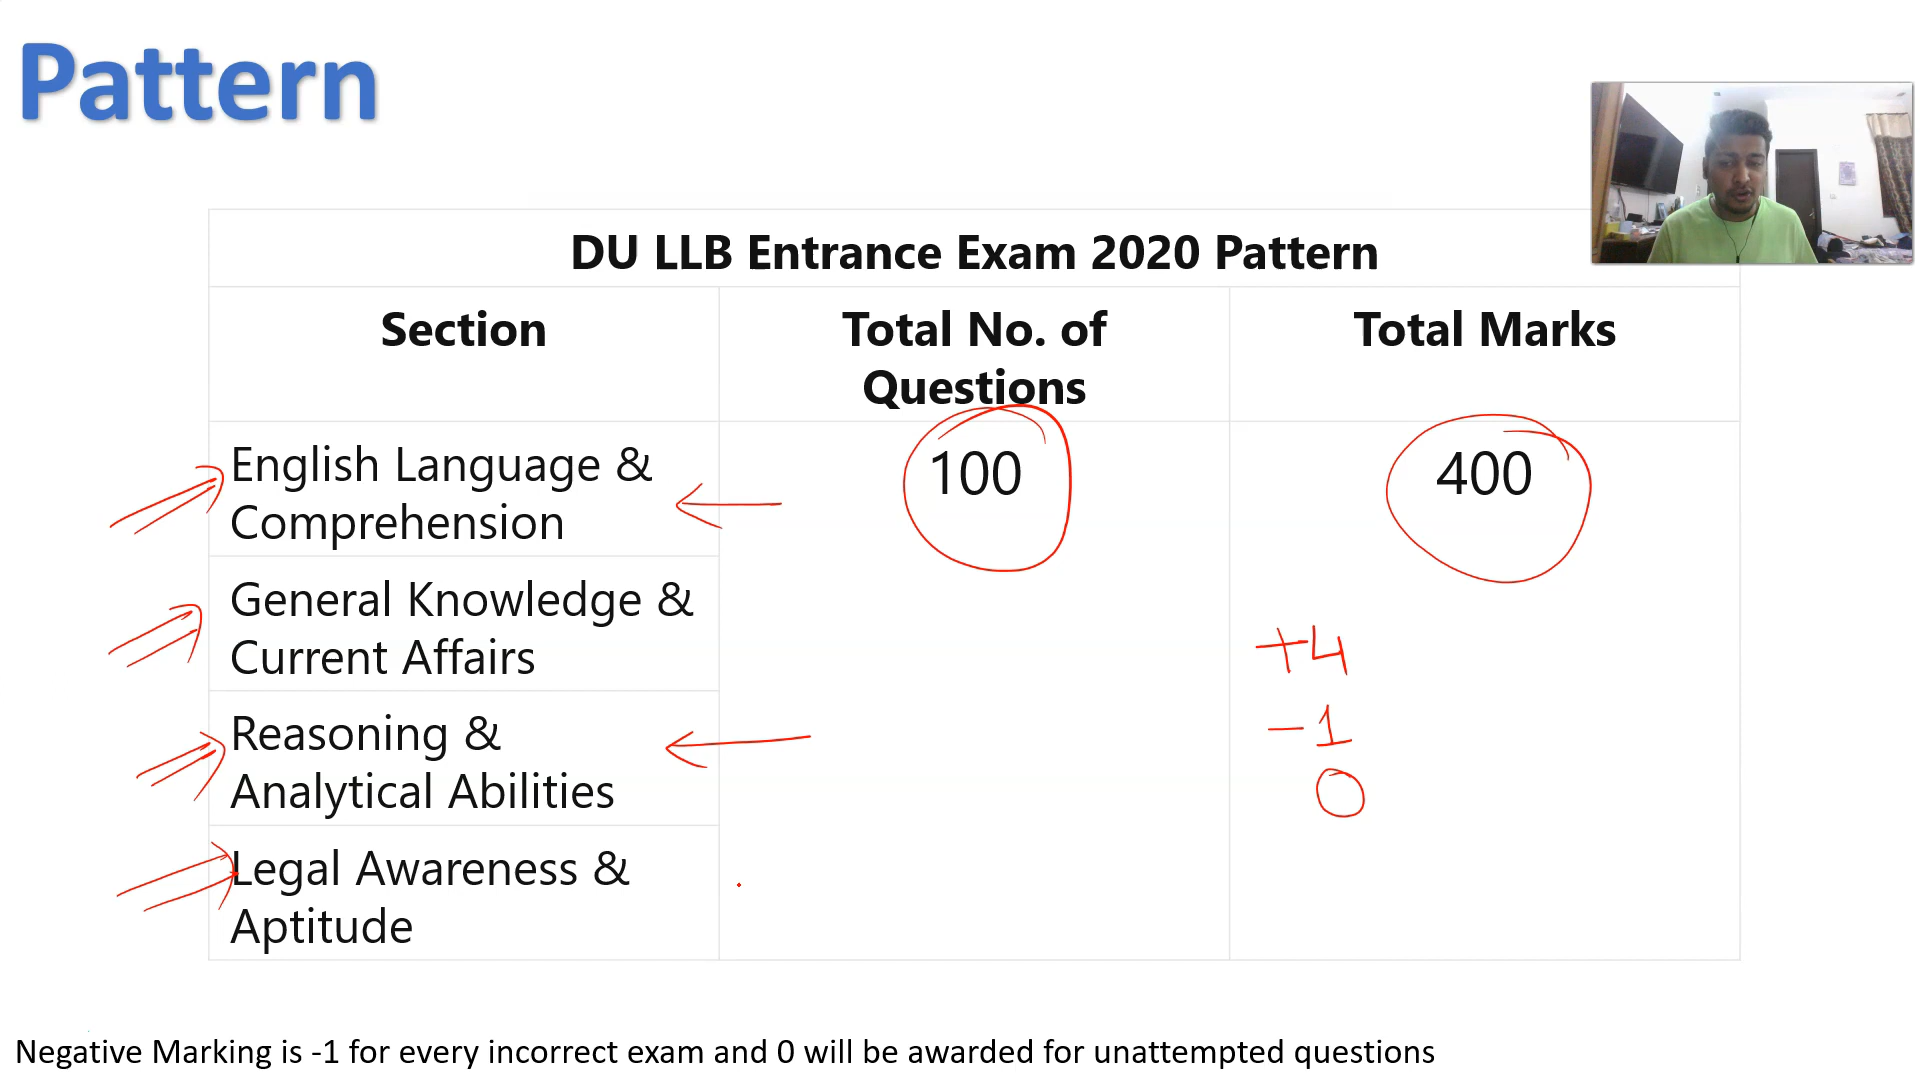 Pattern
DU LLB Entrance Exam 2020 Pattern
Section
Total No. of
Questions
Total Marks
English Language &
Comprehension
100
400
General Knowledge &
Current Affairs
+4
Reasoning &
Analytical Abilities
-1
0
Legal Awareness &
Aptitude
Negative Marking is -1 for every incorrect exam and 0 will be awarded for unattempted questions